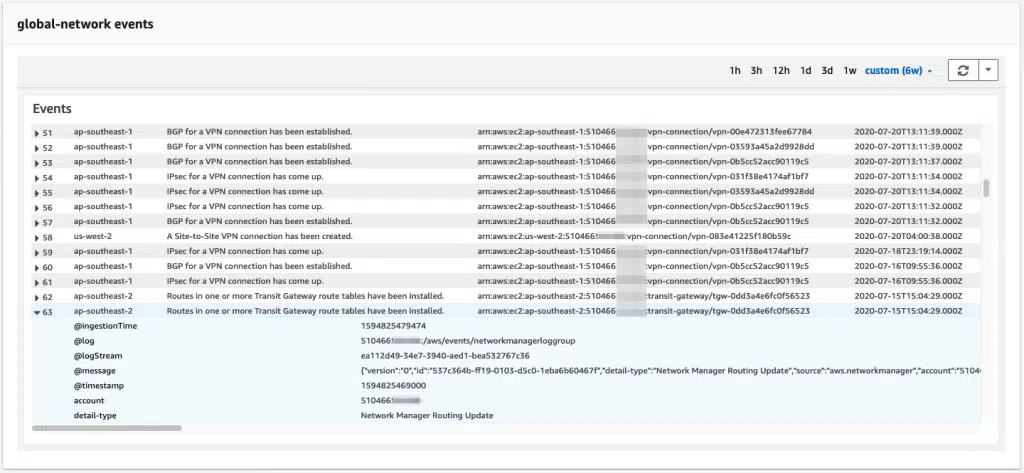 global-network events
1h 3h 12h 1d 3d 1w custom (6w)
Events
51 ap-southeast-1 BGP for a VPN connection has been established. arn:aws:ec2:ap-southeast-1:510466 vpn-connection/vpn-00e472313fee67784 2020-07-20T13:11:39.000Z
52 ap-southeast-1 BGP for a VPN connection has been established. arn:aws:ec2:ap-southeast-1:510466 vpn-connection/vpn-03593a45a2d9928dd 2020-07-20T13:11:39.000Z
53 ap-southeast-1 BGP for a VPN connection has been established. arn:aws:ec2:ap-southeast-1:510466 vpn-connection/vpn-0b5cc52acc90119c5 2020-07-20T13:11:37.000Z
54 ap-southeast-1 IPsec for a VPN connection has come up. arn:aws:ec2:ap-southeast-1:510466 vpn-connection/vpn-031f38e4174af1bf7 2020-07-20T13:11:34.000Z
55 ap-southeast-1 IPsec for a VPN connection has come up. arn:aws:ec2:ap-southeast-1:510466 vpn-connection/vpn-03593a45a2d9928dd 2020-07-20T13:11:34.000Z
56 ap-southeast-1 IPsec for a VPN connection has come up. arn:aws:ec2:ap-southeast-1:510466 vpn-connection/vpn-0b5cc52acc90119c5 2020-07-20T13:11:32.000Z
57 ap-southeast-1 BGP for a VPN connection has been established. arn:aws:ec2:ap-southeast-1:510466 vpn-connection/vpn-031f38e4174af1bf7 2020-07-20T13:11:32.000Z
58 us-west-2 A Site-to-Site VPN connection has been created. arn:aws:ec2:us-west-2:510466 vpn-connection/vpn-083e41225f180b59c 2020-07-20T04:00:38.000Z
59 ap-southeast-1 IPsec for a VPN connection has come up. arn:aws:ec2:ap-southeast-1:510466 vpn-connection/vpn-031f38e4174af1bf7 2020-07-18T23:19:14.000Z
60 ap-southeast-1 BGP for a VPN connection has been established. arn:aws:ec2:ap-southeast-1:510466 vpn-connection/vpn-0b5cc52acc90119c5 2020-07-16T09:55:36.000Z
61 ap-southeast-1 IPsec for a VPN connection has come up. arn:aws:ec2:ap-southeast-1:510466 vpn-connection/vpn-0b5cc52acc90119c5 2020-07-16T09:55:36.000Z
62 ap-southeast-2 Routes in one or more Transit Gateway route tables have been installed. arn:aws:ec2:ap-southeast-2:510466 :transit-gateway/tgw-0dd3a4e6fc0f56523 2020-07-15T15:04:29.000Z
63 ap-southeast-2 Routes in one or more Transit Gateway route tables have been installed. arn:aws:ec2:ap-southeast-2:510466 :transit-gateway/tgw-0dd3a4e6fc0f56523 2020-07-15T15:04:29.000Z
@ingestionTime 1594825479474
@log 510466 :/aws/events/networkmanagerloggroup
@logStream ea112d49-34e7-3940-aed1-bea532767c36
@message {"version":"0","id":"537c364b-ff19-0103-d5c0-1eba6b60467f","detail-type":"Network Manager Routing Update","source":"aws.networkmanager","account":"5104
@timestamp 1594825469000
account 510466
detail-type Network Manager Routing Update